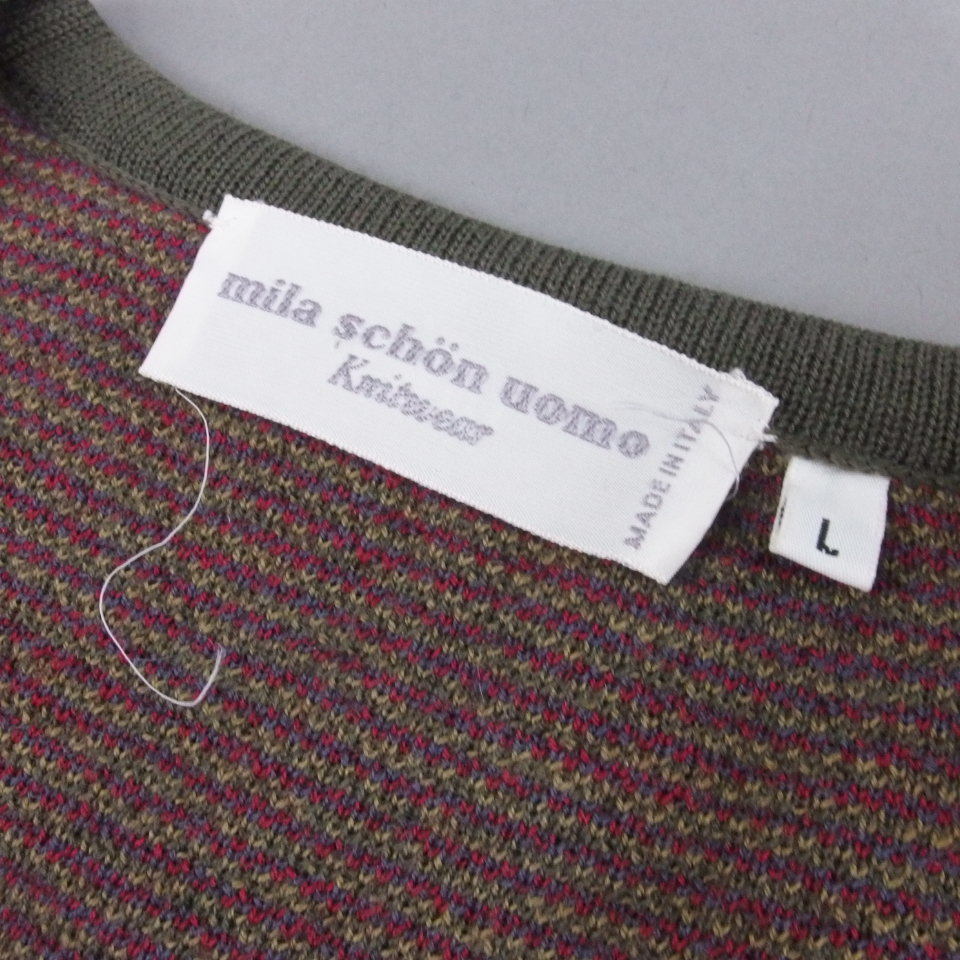 mila schön uomo
Knitwear
MADE IN ITALY
L